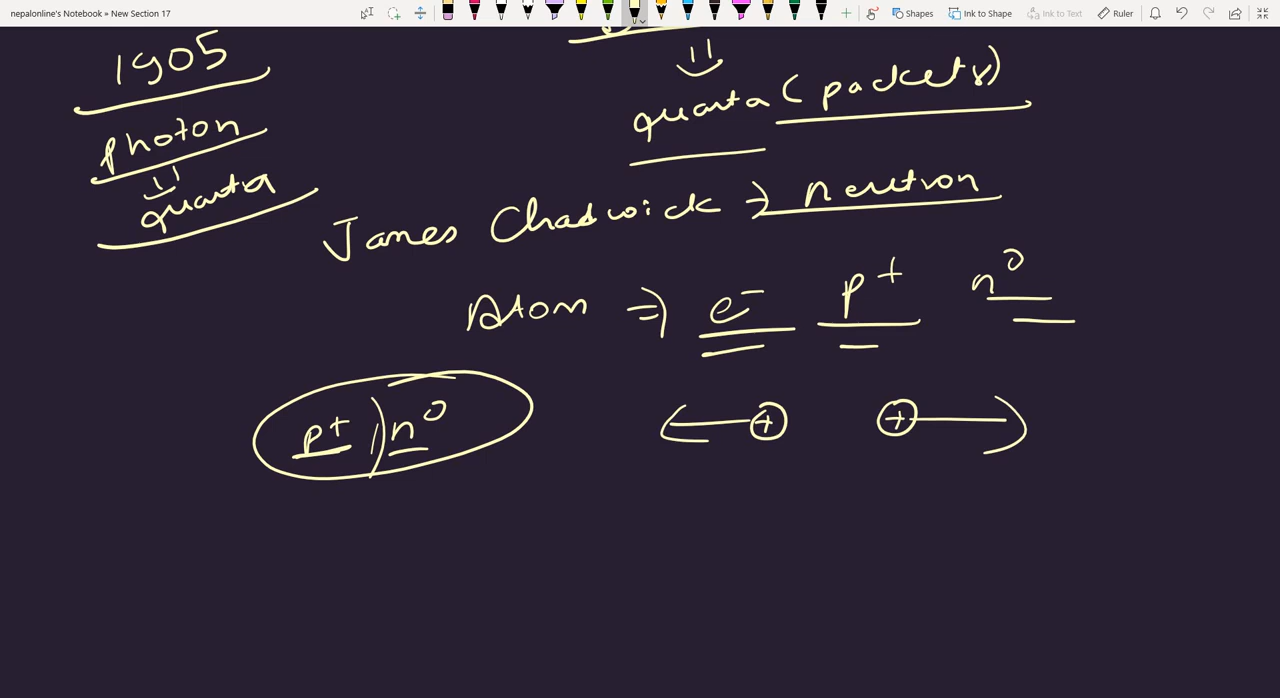 nepalonline's Notebook » New Section 17
Shapes Ink to Shape Ink to Text Ruler
1905
photon
=
quanta
=
quanta (packets)
James Chadwick → neutron
Atom ⇒ e⁻ p⁺ n⁰
p⁺ n⁰
← + + →